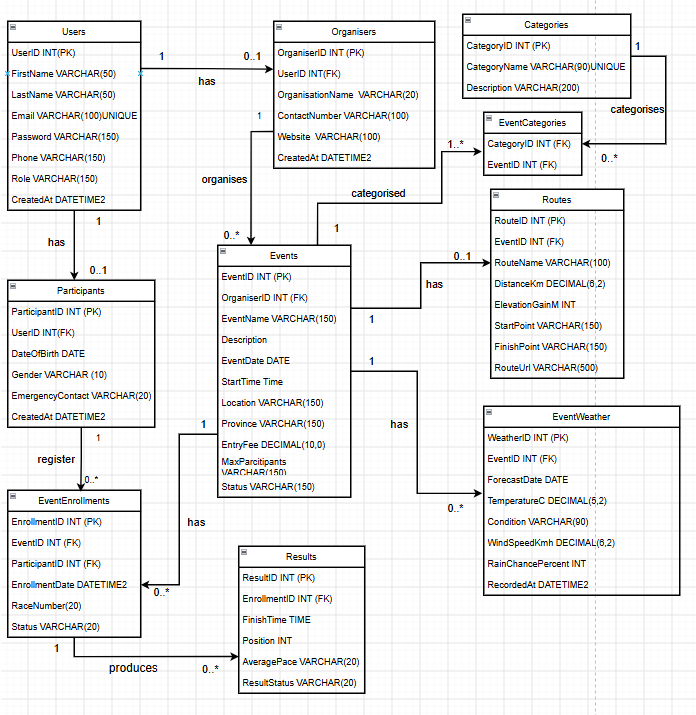 Users
UserID INT(PK)
FirstName VARCHAR(50)
LastName VARCHAR(50)
Email VARCHAR(100)UNIQUE
Password VARCHAR(150)
Phone VARCHAR(150)
Role VARCHAR(150)
CreatedAt DATETIME2
1
0..1
has
Organisers
OrganiserID INT (PK)
UserID INT(FK)
OrganisationName VARCHAR(20)
ContactNumber VARCHAR(100)
Website VARCHAR(100)
CreatedAt DATETIME2
1
organises
0..*
Categories
CategoryID INT (PK)
CategoryName VARCHAR(90)UNIQUE
Description VARCHAR(200)
1
categorises
0..*
EventCategories
CategoryID INT (FK)
EventID INT (FK)
1..*
categorised
1
1
has
0..1
Participants
ParticipantID INT (PK)
UserID INT(FK)
DateOfBirth DATE
Gender VARCHAR (10)
EmergencyContact VARCHAR(20)
CreatedAt DATETIME2
1
register
0..*
Events
EventID INT (PK)
OrganiserID INT (FK)
EventName VARCHAR(150)
Description
EventDate DATE
StartTime Time
Location VARCHAR(150)
Province VARCHAR(150)
EntryFee DECIMAL(10,0)
MaxParcitipants
VARCHAR(150)
Status VARCHAR(150)
1
has
0..1
Routes
RouteID INT (PK)
EventID INT (FK)
RouteName VARCHAR(100)
DistanceKm DECIMAL(6,2)
ElevationGainM INT
StartPoint VARCHAR(150)
FinishPoint VARCHAR(150)
RouteUrl VARCHAR(500)
1
has
0..*
EventWeather
WeatherID INT (PK)
EventID INT (FK)
ForecastDate DATE
TemperatureC DECIMAL(5,2)
Condition VARCHAR(90)
WindSpeedKmh DECIMAL(6,2)
RainChancePercent INT
RecordedAt DATETIME2
1
has
0..*
EventEnrollments
EnrollmentID INT (PK)
EventID INT (FK)
ParticipantID INT (FK)
EnrollmentDate DATETIME2
RaceNumber(20)
Status VARCHAR(20)
1
produces
0..*
Results
ResultID INT (PK)
EnrollmentID INT (FK)
FinishTime TIME
Position INT
AveragePace VARCHAR(20)
ResultStatus VARCHAR(20)